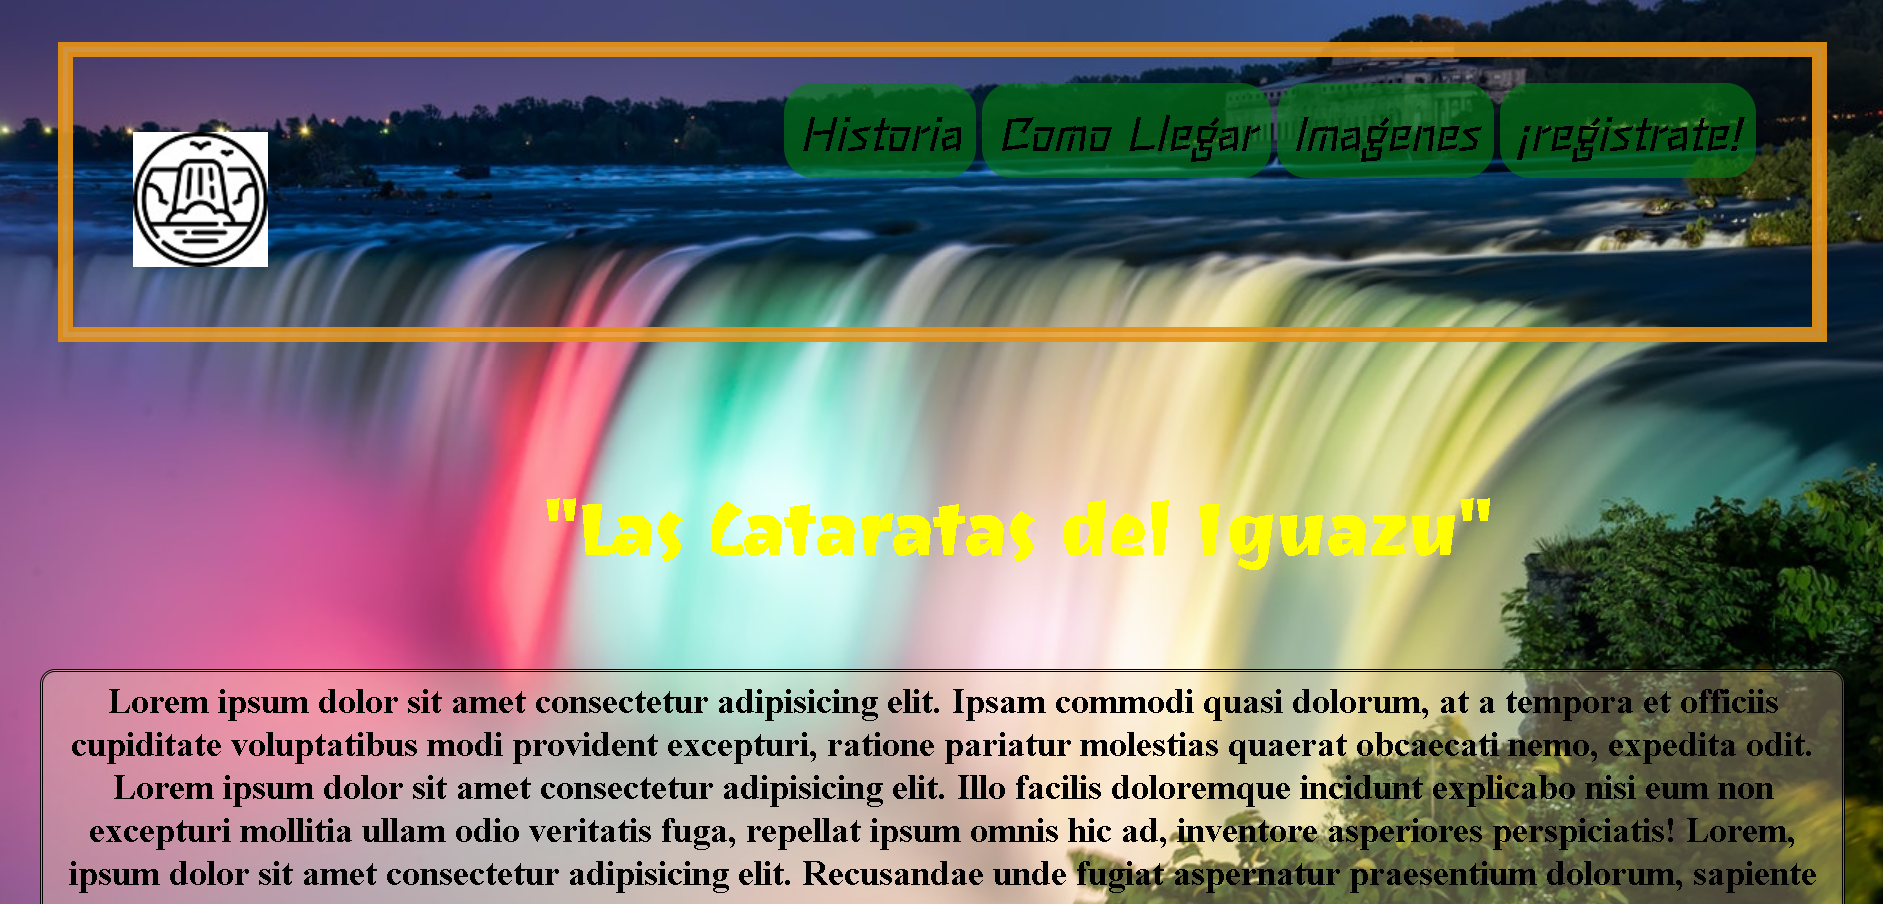 Historia Como Llegar Imagenes ¡registrate!
"Las Cataratas del Iguazu"
Lorem ipsum dolor sit amet consectetur adipisicing elit. Ipsam commodi quasi dolorum, at a tempora et officiis
cupiditate voluptatibus modi provident excepturi, ratione pariatur molestias quaerat obcaecati nemo, expedita odit.
Lorem ipsum dolor sit amet consectetur adipisicing elit. Illo facilis doloremque incidunt explicabo nisi eum non
excepturi mollitia ullam odio veritatis fuga, repellat ipsum omnis hic ad, inventore asperiores perspiciatis! Lorem,
ipsum dolor sit amet consectetur adipisicing elit. Recusandae unde fugiat aspernatur praesentium dolorum, sapiente